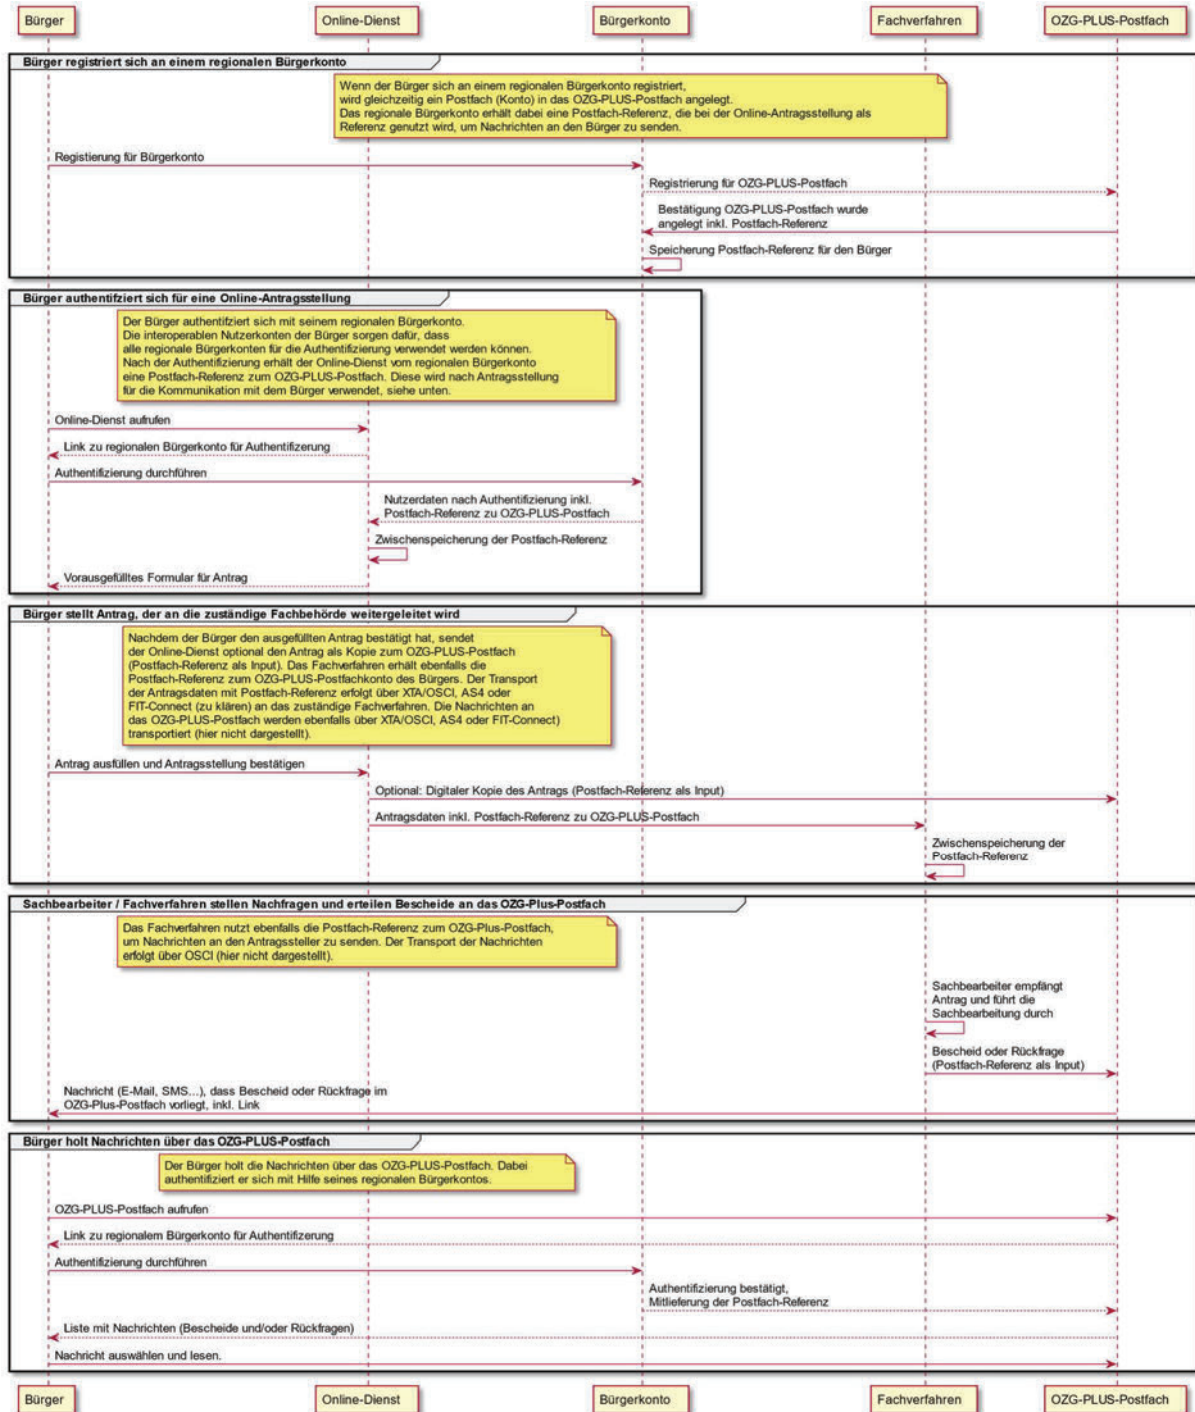 Bürger
Online-Dienst
Bürgerkonto
Fachverfahren
OZG-PLUS-Postfach
Bürger registriert sich an einem regionalen Bürgerkonto
Wenn der Bürger sich an einem regionalen Bürgerkonto registriert,
wird gleichzeitig ein Postfach (Konto) in das OZG-PLUS-Postfach angelegt.
Das regionale Bürgerkonto erhält dabei eine Postfach-Referenz, die bei der Online-Antragsstellung als
Referenz genutzt wird, um Nachrichten an den Bürger zu senden.
Registierung für Bürgerkonto
Registrierung für OZG-PLUS-Postfach
Bestätigung OZG-PLUS-Postfach wurde
angelegt inkl. Postfach-Referenz
Speicherung Postfach-Referenz für den Bürger
Bürger authentifziert sich für eine Online-Antragsstellung
Der Bürger authentifziert sich mit seinem regionalen Bürgerkonto.
Die interoperablen Nutzerkonten der Bürger sorgen dafür, dass
alle regionale Bürgerkonten für die Authentifizierung verwendet werden können.
Nach der Authentifizierung erhält der Online-Dienst vom regionalen Bürgerkonto
eine Postfach-Referenz zum OZG-PLUS-Postfach. Diese wird nach Antragsstellung
für die Kommunikation mit dem Bürger verwendet, siehe unten.
Online-Dienst aufrufen
Link zu regionalen Bürgerkonto für Authentifizerung
Authentifizierung durchführen
Nutzerdaten nach Authentifizierung inkl.
Postfach-Referenz zu OZG-PLUS-Postfach
Zwischenspeicherung der Postfach-Referenz
Vorausgefülltes Formular für Antrag
Bürger stellt Antrag, der an die zuständige Fachbehörde weitergeleitet wird
Nachdem der Bürger den ausgefüllten Antrag bestätigt hat, sendet
der Online-Dienst optional den Antrag als Kopie zum OZG-PLUS-Postfach
(Postfach-Referenz als Input). Das Fachverfahren erhält ebenfalls die
Postfach-Referenz zum OZG-PLUS-Postfachkonto des Bürgers. Der Transport
der Antragsdaten mit Postfach-Referenz erfolgt über XTA/OSCI, AS4 oder
FIT-Connect (zu klären) an das zuständige Fachverfahren. Die Nachrichten an
das OZG-PLUS-Postfach werden ebenfalls über XTA/OSCI, AS4 oder FIT-Connect)
transportiert (hier nicht dargestellt).
Antrag ausfüllen und Antragsstellung bestätigen
Optional: Digitaler Kopie des Antrags (Postfach-Referenz als Input)
Antragsdaten inkl. Postfach-Referenz zu OZG-PLUS-Postfach
Zwischenspeicherung der
Postfach-Referenz
Sachbearbeiter / Fachverfahren stellen Nachfragen und erteilen Bescheide an das OZG-Plus-Postfach
Das Fachverfahren nutzt ebenfalls die Postfach-Referenz zum OZG-Plus-Postfach,
um Nachrichten an den Antragssteller zu senden. Der Transport der Nachrichten
erfolgt über OSCI (hier nicht dargestellt).
Sachbearbeiter empfängt
Antrag und führt die
Sachbearbeitung durch
Bescheid oder Rückfrage
(Postfach-Referenz als Input)
Nachricht (E-Mail, SMS...), dass Bescheid oder Rückfrage im
OZG-Plus-Postfach vorliegt, inkl. Link
Bürger holt Nachrichten über das OZG-PLUS-Postfach
Der Bürger holt die Nachrichten über das OZG-PLUS-Postfach. Dabei
authentifiziert er sich mit Hilfe seines regionalen Bürgerkontos.
OZG-PLUS-Postfach aufrufen
Link zu regionalem Bürgerkonto für Authentifizerung
Authentifizierung durchführen
Authentifizierung bestätigt,
Mitlieferung der Postfach-Referenz
Liste mit Nachrichten (Bescheide und/oder Rückfragen)
Nachricht auswählen und lesen.
Bürger
Online-Dienst
Bürgerkonto
Fachverfahren
OZG-PLUS-Postfach